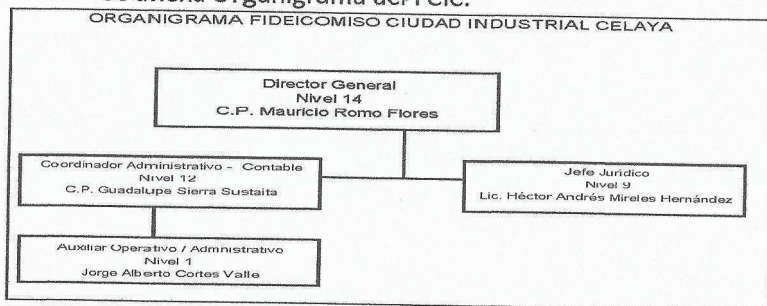 Organigrama del FCIC.
ORGANIGRAMA FIDEICOMISO CIUDAD INDUSTRIAL CELAYA
Director General
Nivel 14
C.P. Mauricio Romo Flores
Coordinador Administrativo - Contable
Nivel 12
C.P. Guadalupe Sierra Sustaita
Jefe Juridico
Nivel 9
Lic. Héctor Andrés Mireles Hernández
Auxiliar Operativo / Administrativo
Nivel 1
Jorge Alberto Cortes Valle